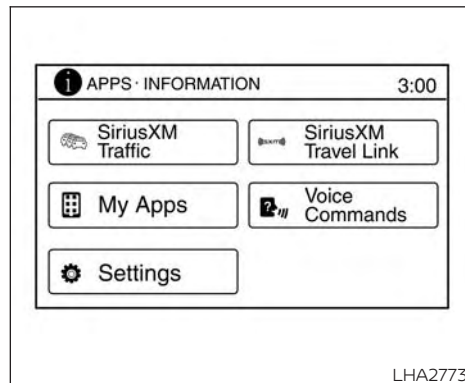 i APPS · INFORMATION 3:00
SiriusXM
Traffic
SiriusXM
Travel Link
My Apps
? Voice
Commands
Settings
LHA2773